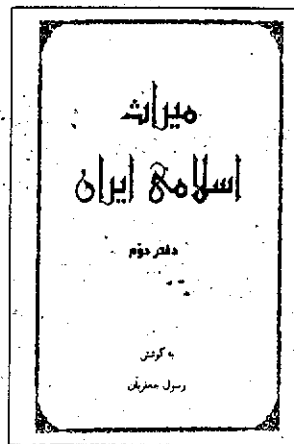 میراث
اسلامی ایران
دفتر دوم
به کوشش
رسول جعفریان